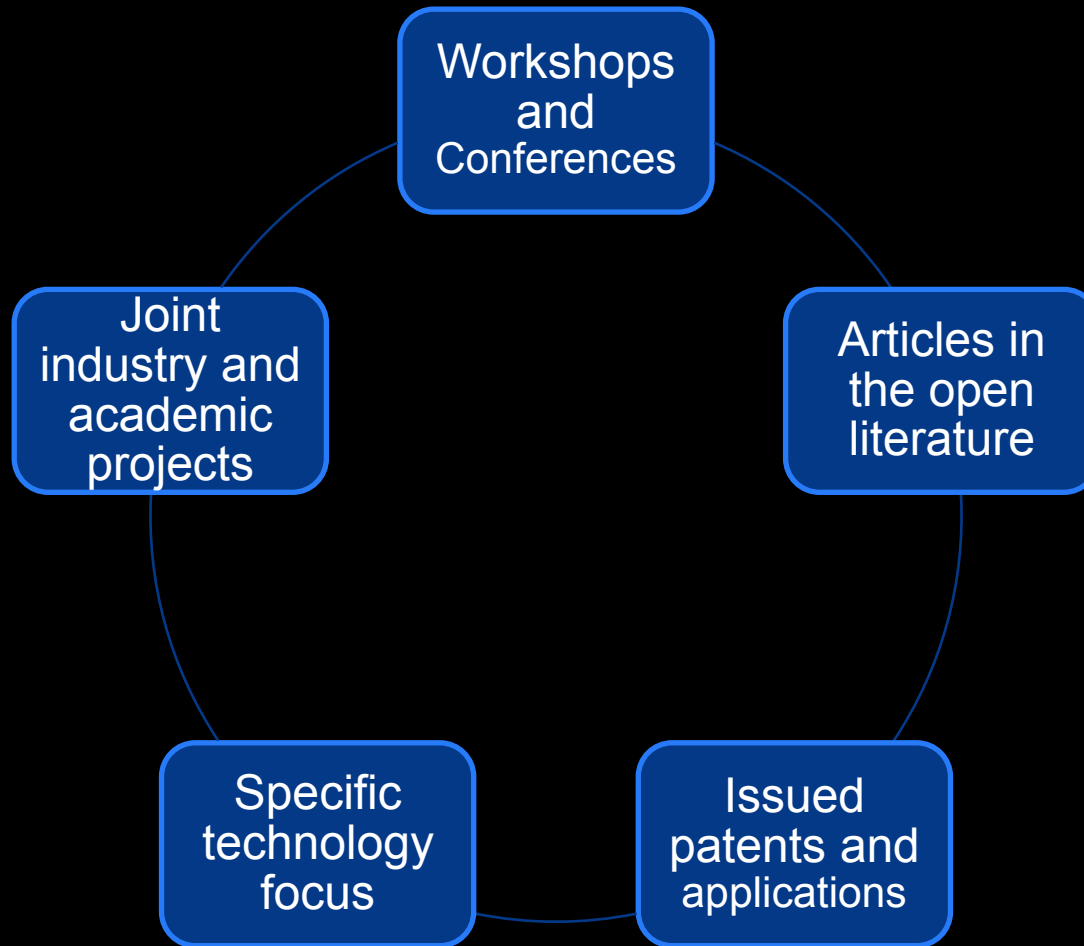 Workshops
and
Conferences
Joint
industry and
academic
projects
Articles in
the open
literature
Specific
technology
focus
Issued
patents and
applications